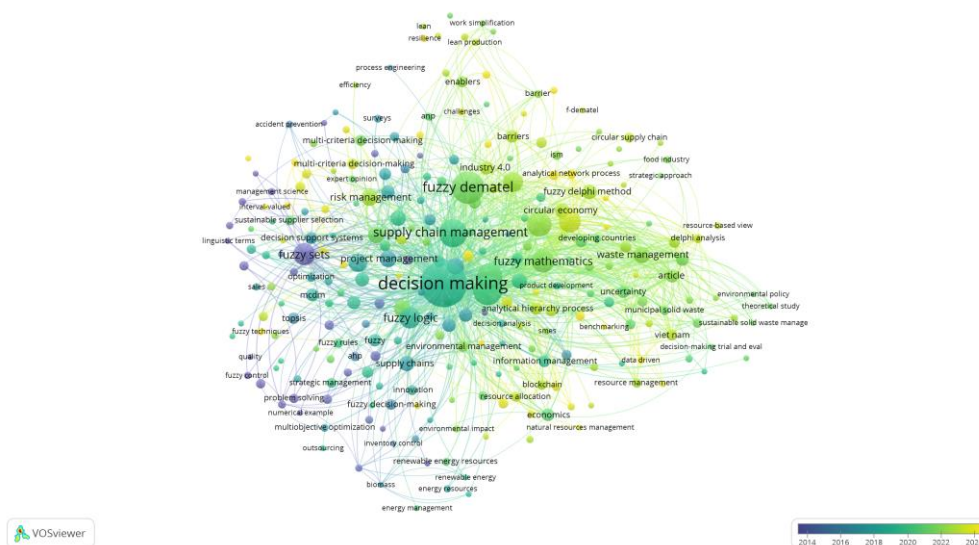 lean
work simplification
resilience
lean production
process engineering
efficiency
enablers
barrier
challenges
f-dematel
accident prevention
surveys
anp
barriers
circular supply chain
multi-criteria decision making
ism
food industry
multi-criteria decision-making
industry 4.0
analytical network process
strategic approach
expert opinion
management science
risk management
fuzzy dematel
fuzzy delphi method
interval-valued
circular economy
sustainable supplier selection
supply chain management
resource-based view
linguistic terms
decision support systems
developing countries
delphi analysis
fuzzy sets
project management
fuzzy mathematics
waste management
optimization
decision making
product development
article
sales
mcdm
uncertainty
environmental policy
analytical hierarchy process
municipal solid waste
theoretical study
topsis
fuzzy logic
decision analysis
sustainable solid waste manage
fuzzy techniques
smes
benchmarking
viet nam
fuzzy rules
fuzzy
environmental management
decision-making trial and eval
quality
ahp
supply chains
information management
data driven
fuzzy control
strategic management
blockchain
resource management
problem solving
innovation
resource allocation
fuzzy decision-making
numerical example
economics
multiobjective optimization
environmental impact
natural resources management
outsourcing
inventory control
renewable energy resources
biomass
renewable energy
energy resources
energy management
VOSviewer
2014 2016 2018 2020 2022